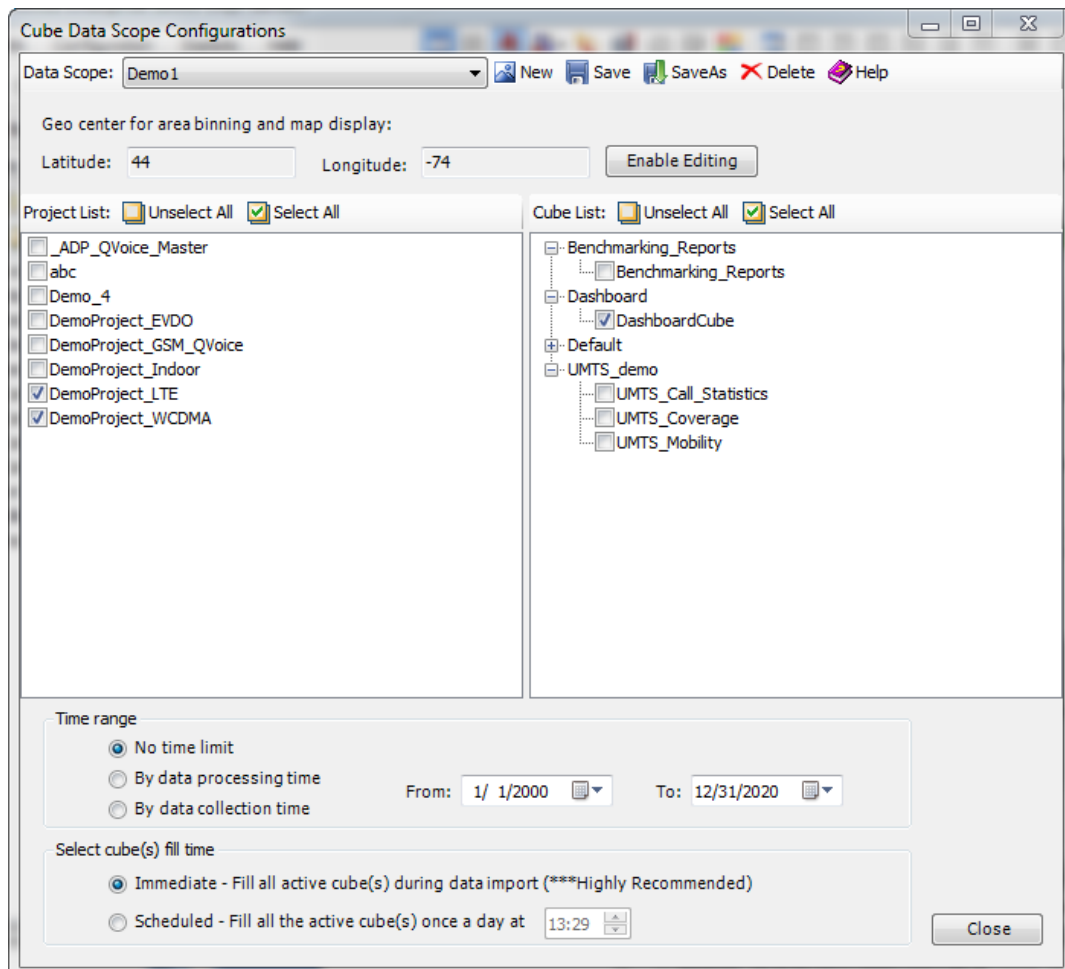 Cube Data Scope Configurations
Data Scope: Demo1 New Save SaveAs Delete Help
Geo center for area binning and map display:
Latitude: 44 Longitude: -74 Enable Editing
Project List: Unselect All Select All
_ADP_QVoice_Master
abc
Demo_4
DemoProject_EVDO
DemoProject_GSM_QVoice
DemoProject_Indoor
DemoProject_LTE
DemoProject_WCDMA
Cube List: Unselect All Select All
Benchmarking_Reports
Benchmarking_Reports
Dashboard
DashboardCube
Default
UMTS_demo
UMTS_Call_Statistics
UMTS_Coverage
UMTS_Mobility
Time range
No time limit
By data processing time
By data collection time
From: 1/ 1/2000 To: 12/31/2020
Select cube(s) fill time
Immediate - Fill all active cube(s) during data import (***Highly Recommended)
Scheduled - Fill all the active cube(s) once a day at 13:29
Close